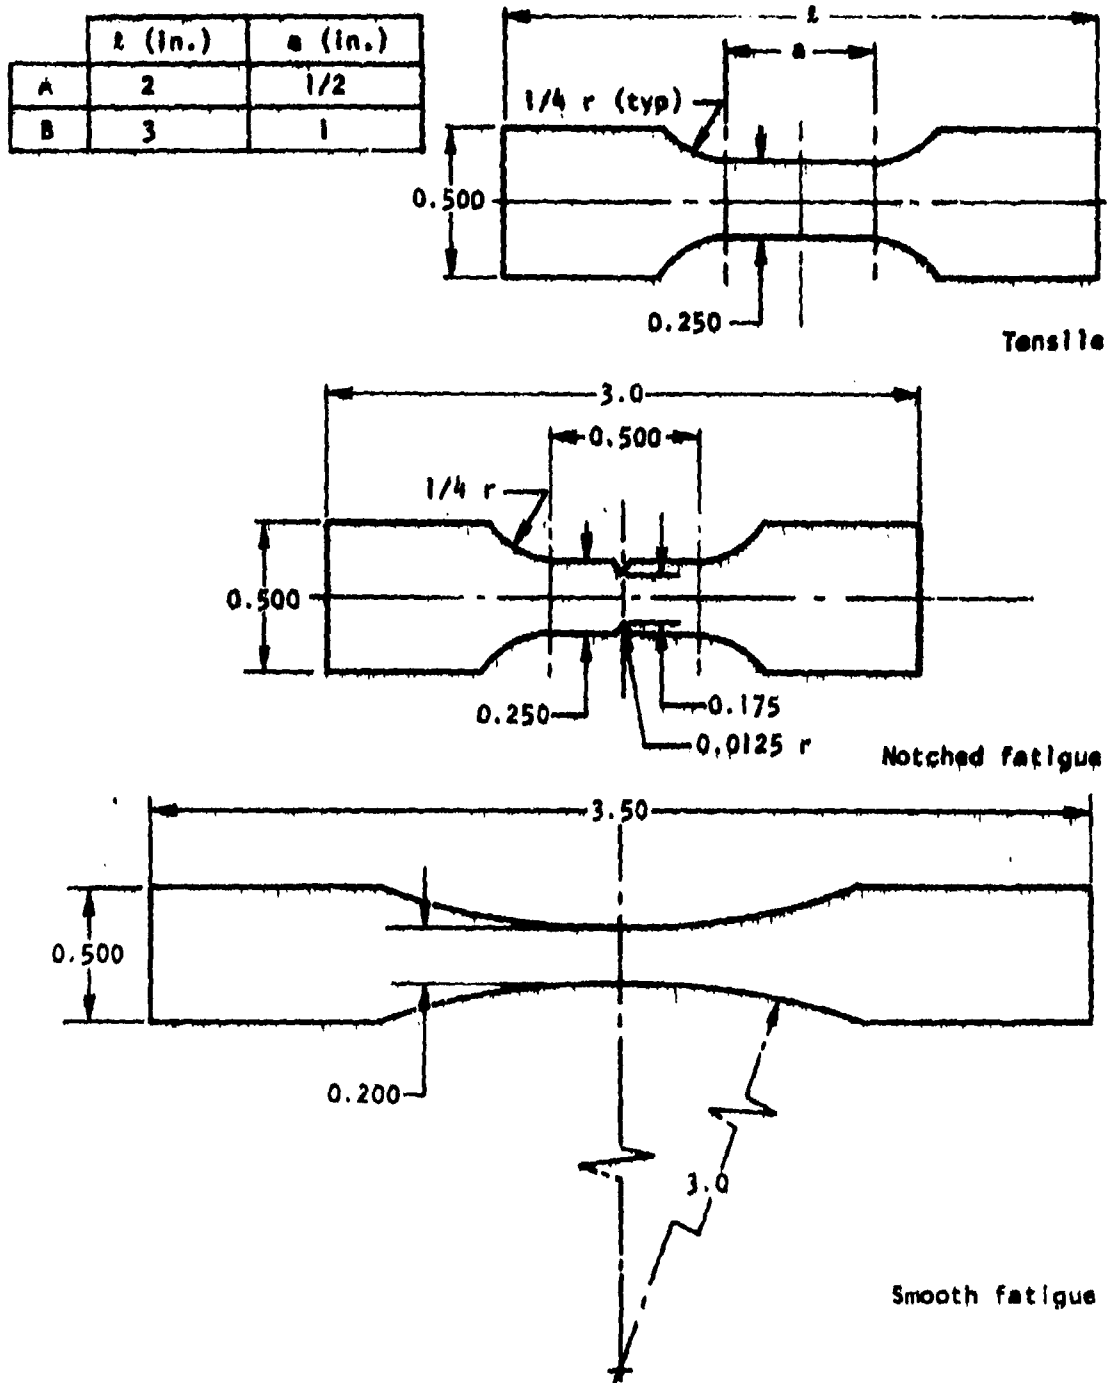 ℓ (in.) a (in.)
A 2 1/2
B 3 1
ℓ
a
1/4 r (typ)
0.500
0.250
Tensile
3.0
0.500
1/4 r
0.500
0.250
0.175
0.0125 r
Notched fatigue
3.50
0.500
0.200
3.0
Smooth fatigue